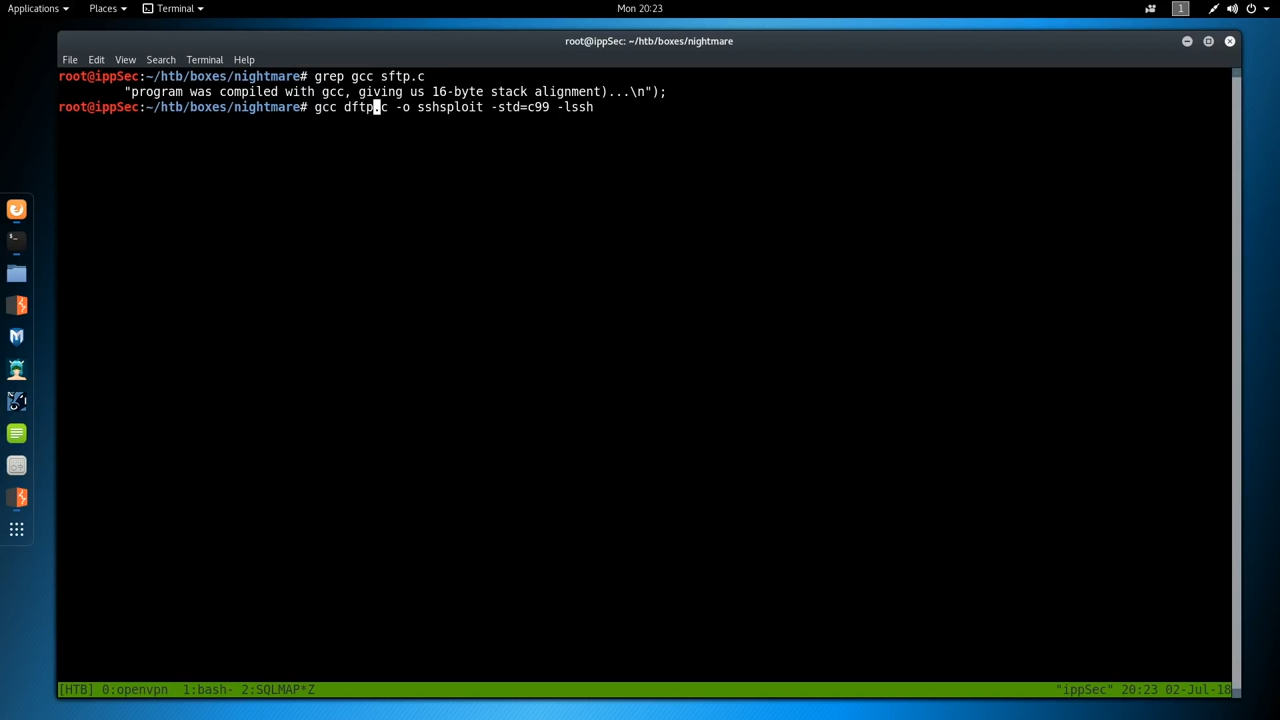 Applications Places Terminal Mon 20:23 1
root@ippSec: ~/htb/boxes/nightmare
File Edit View Search Terminal Help
root@ippSec:~/htb/boxes/nightmare# grep gcc sftp.c
"program was compiled with gcc, giving us 16-byte stack alignment)...\n");
root@ippSec:~/htb/boxes/nightmare# gcc dftp.c -o sshsploit -std=c99 -lssh
[HTB] 0:openvpn 1:bash- 2:SQLMAP*Z "ippSec" 20:23 02-Jul-18